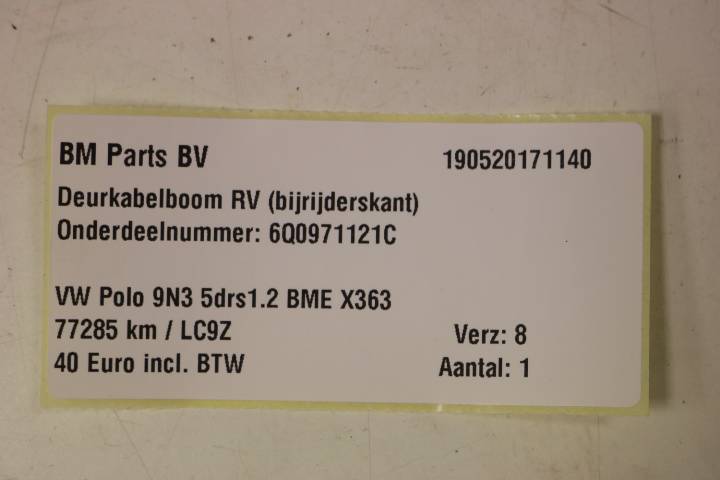 BM Parts BV 190520171140
Deurkabelboom RV (bijrijderskant)
Onderdeelnummer: 6Q0971121C
VW Polo 9N3 5drs1.2 BME X363
77285 km / LC9Z Verz: 8
40 Euro incl. BTW Aantal: 1